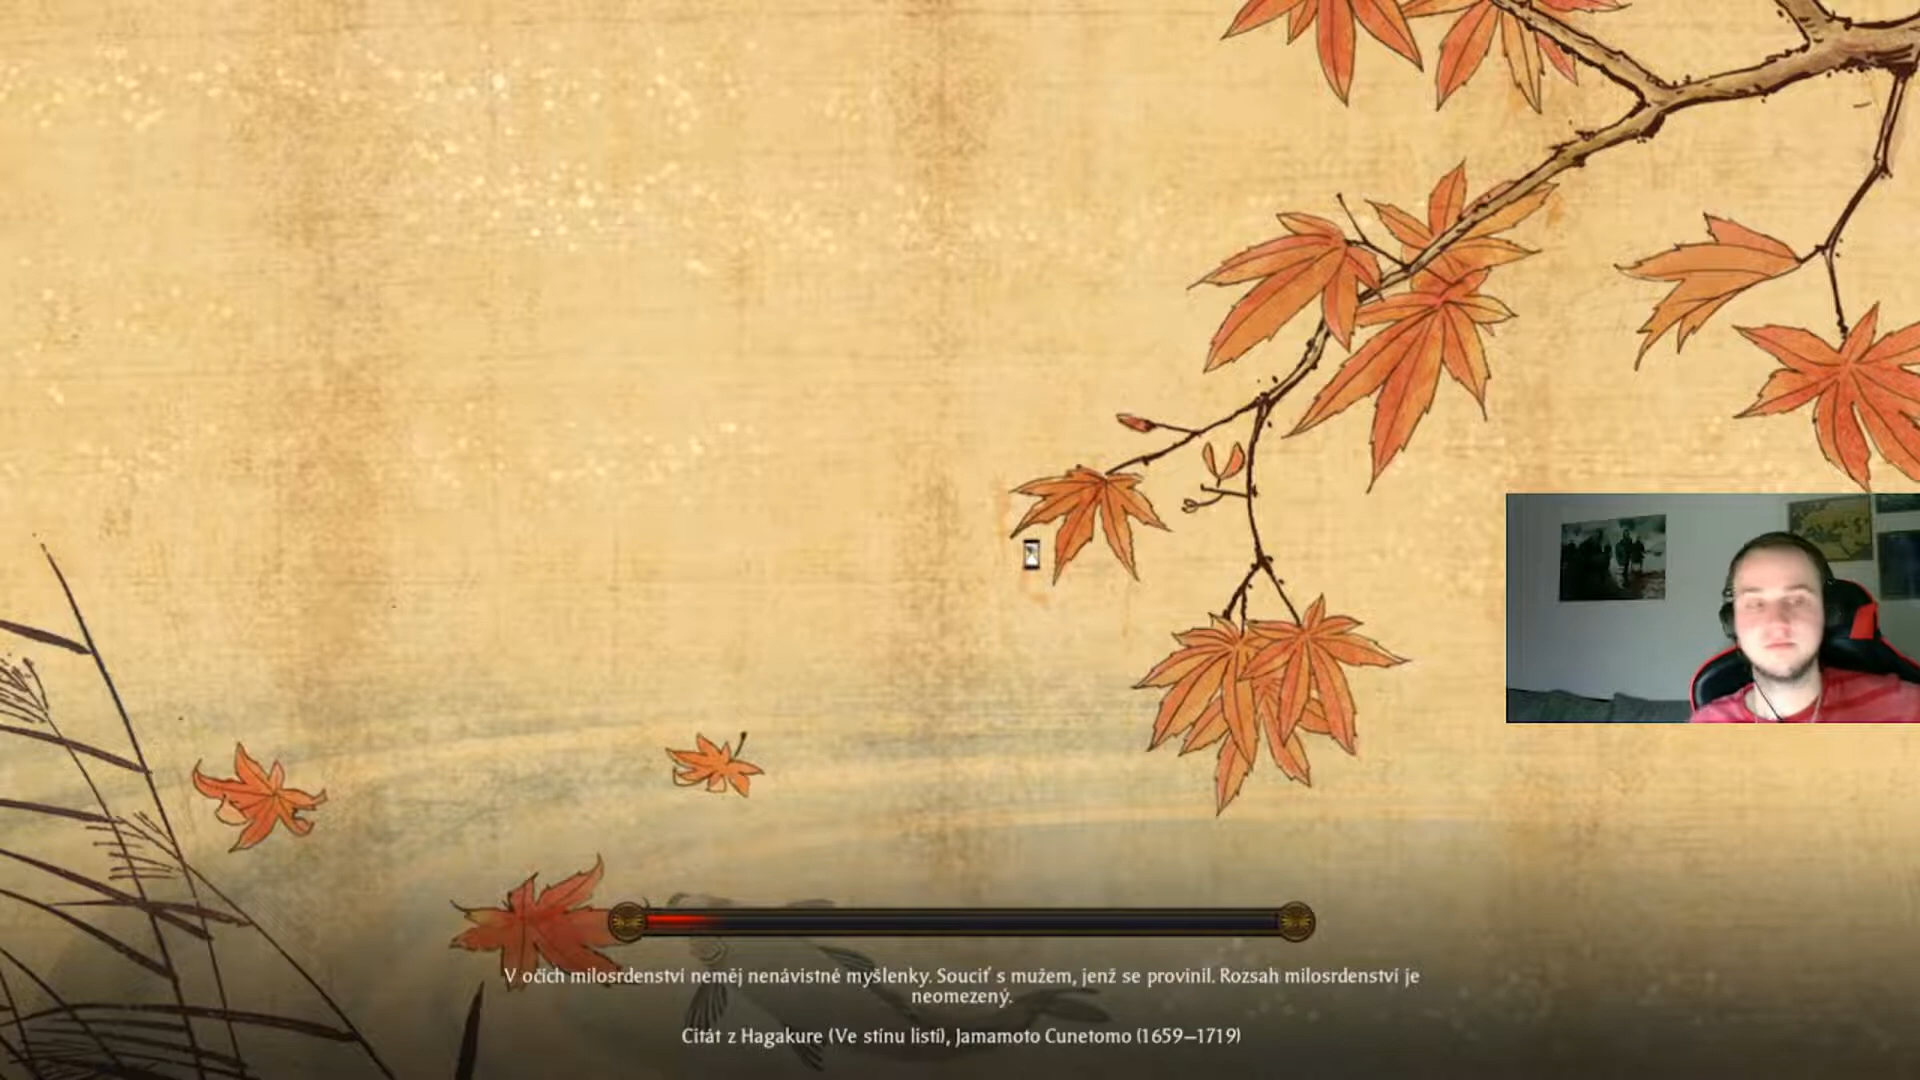 V očích milosrdenství neměj nenávistné myšlenky. Souciť s mužem, jenž se provinil. Rozsah milosrdenství je
neomezený.
Citát z Hagakure (Ve stínu listí), Jamamoto Cunetomo (1659–1719)